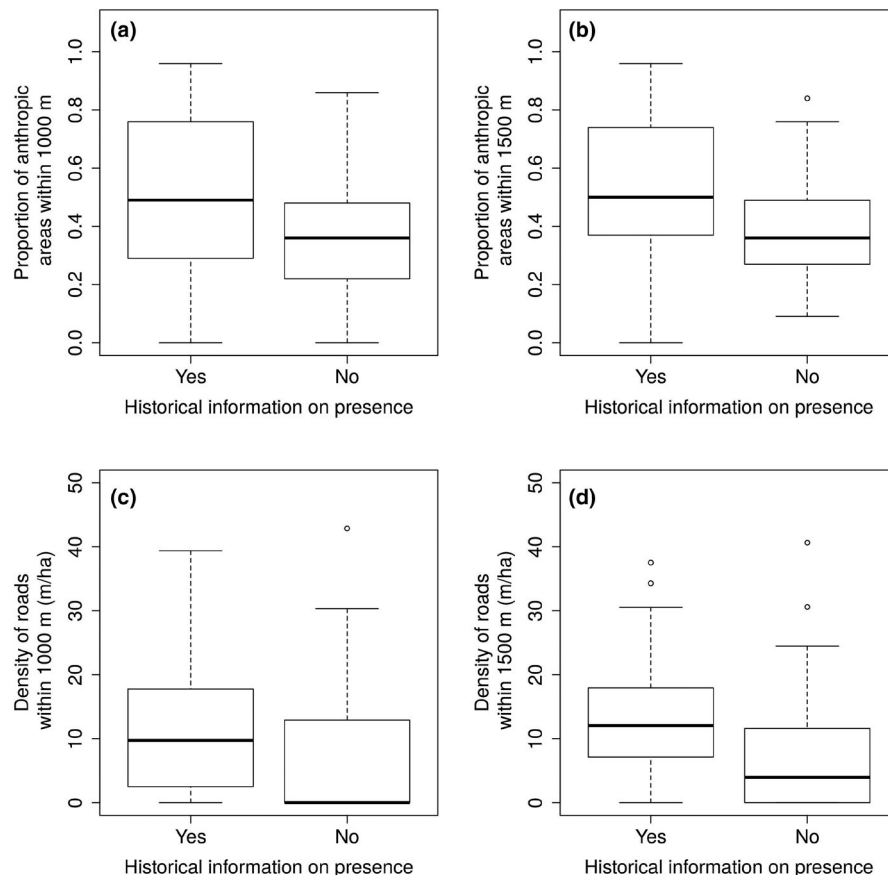 (a)
Proportion of anthropic
areas within 1000 m
1.0
0.8
0.6
0.4
0.2
0.0
Yes No
Historical information on presence
(b)
Proportion of anthropic
areas within 1500 m
1.0
0.8
0.6
0.4
0.2
0.0
Yes No
Historical information on presence
(c)
Density of roads
within 1000 m (m/ha)
50
40
30
20
10
0
Yes No
Historical information on presence
(d)
Density of roads
within 1500 m (m/ha)
50
40
30
20
10
0
Yes No
Historical information on presence